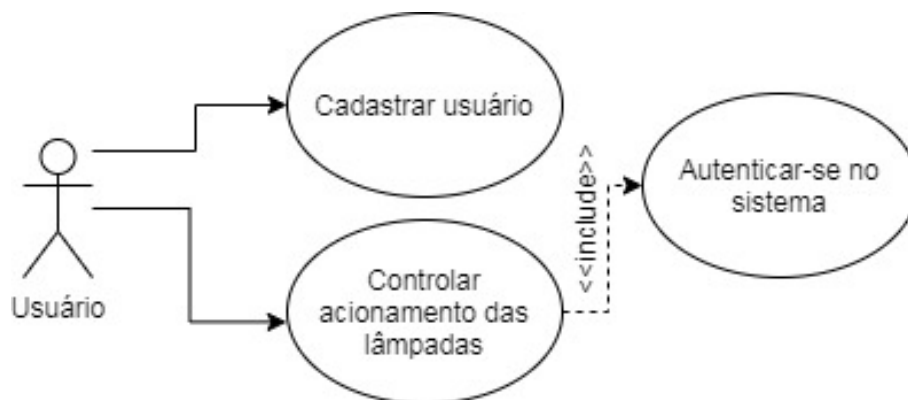 Cadastrar usuário
Autenticar-se no
sistema
<<include>>
Controlar
acionamento das
lâmpadas
Usuário